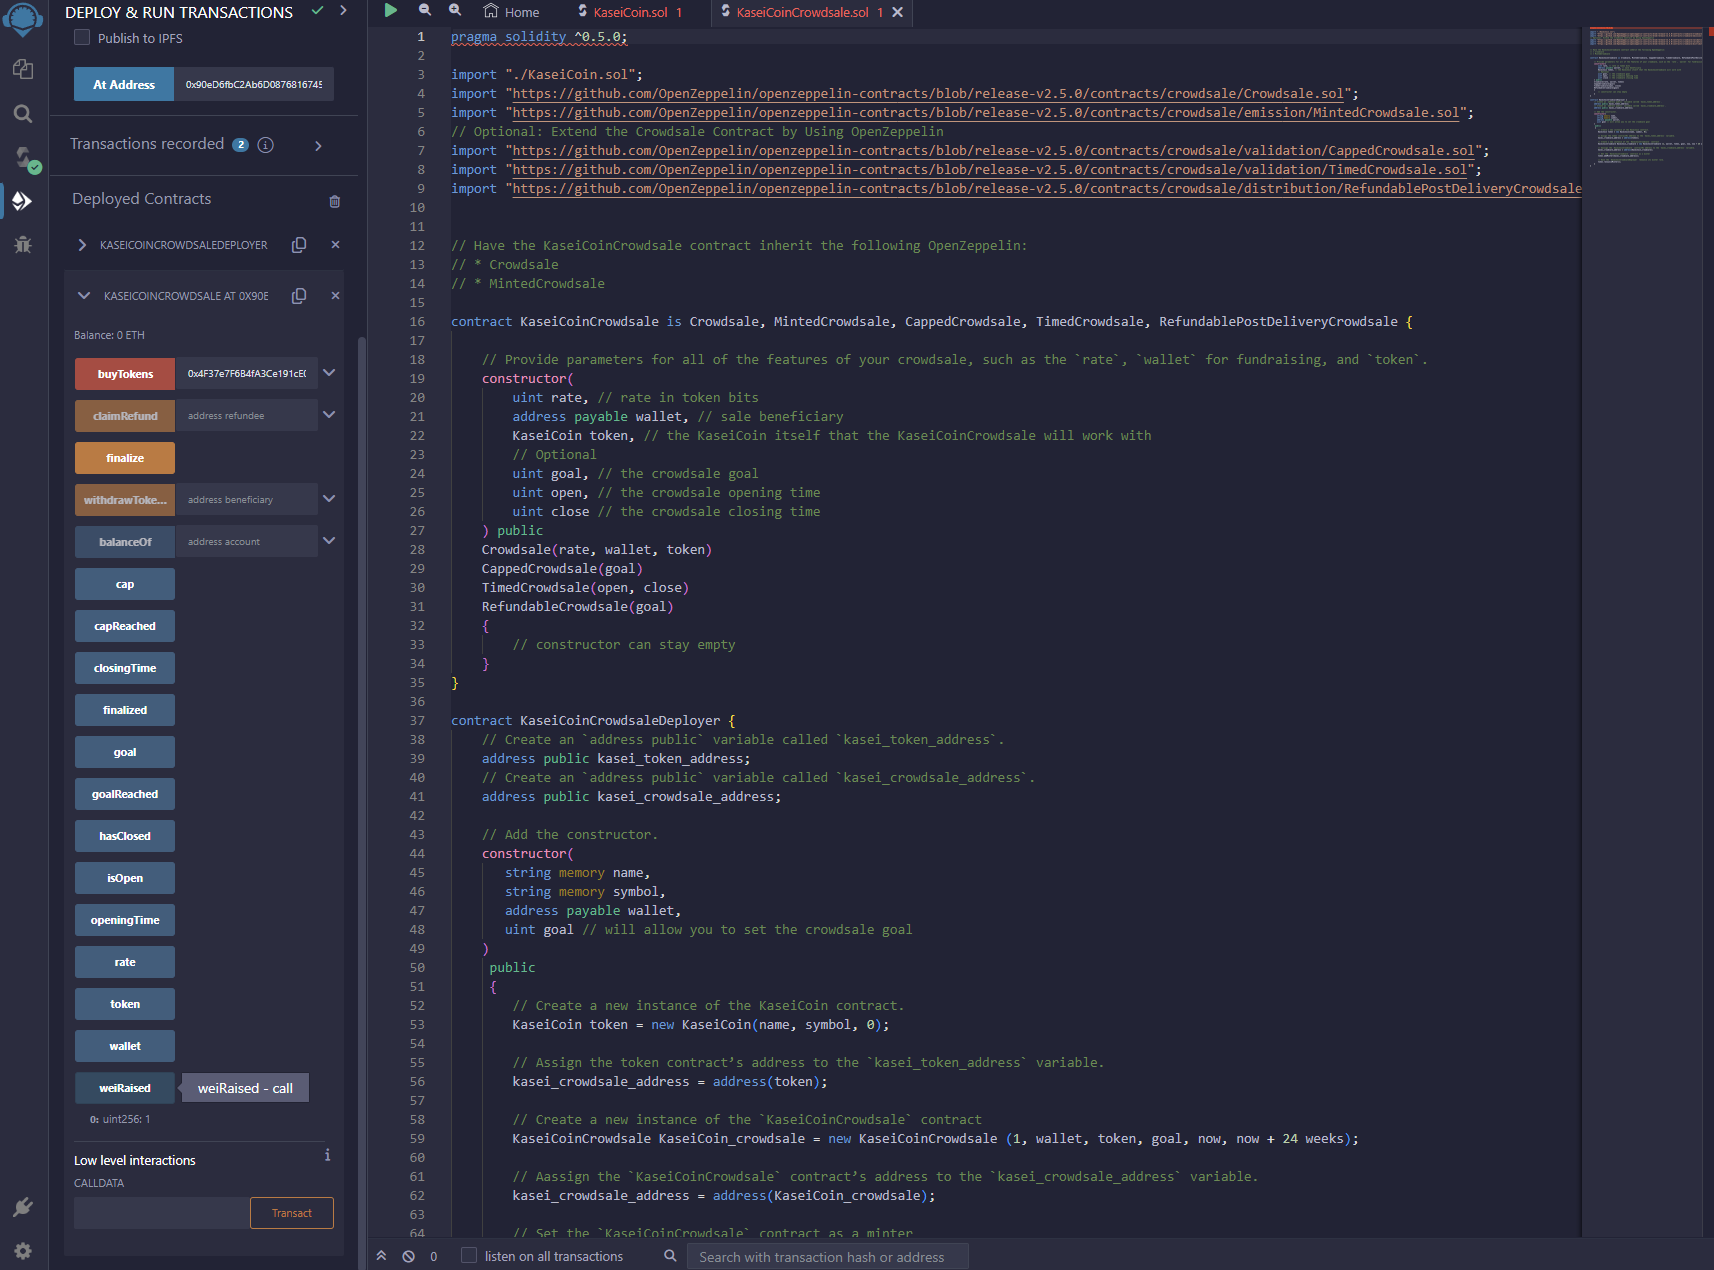 DEPLOY & RUN TRANSACTIONS
Publish to IPFS
At Address 0x90eD6fbC2Ab6D0876816745
Transactions recorded 2 i
Deployed Contracts
KASEICOINCROWDSALEDEPLOYER
KASEICOINCROWDSALE AT 0X90E
Balance: 0 ETH
buyTokens 0x4F37e7F6B4fA3Ce191cE(
claimRefund address refundee
finalize
withdrawToke... address beneficiary
balanceOf address account
cap
capReached
closingTime
finalized
goal
goalReached
hasClosed
isOpen
openingTime
rate
token
wallet
weiRaised weiRaised - call
0: uint256: 1
Low level interactions i
CALLDATA
Transact
Home KaseiCoin.sol 1 KaseiCoinCrowdsale.sol 1
1 pragma solidity ^0.5.0;
2
3 import "./KaseiCoin.sol";
4 import "https://github.com/OpenZeppelin/openzeppelin-contracts/blob/release-v2.5.0/contracts/crowdsale/Crowdsale.sol";
5 import "https://github.com/OpenZeppelin/openzeppelin-contracts/blob/release-v2.5.0/contracts/crowdsale/emission/MintedCrowdsale.sol";
6 // Optional: Extend the Crowdsale Contract by Using OpenZeppelin
7 import "https://github.com/OpenZeppelin/openzeppelin-contracts/blob/release-v2.5.0/contracts/crowdsale/validation/CappedCrowdsale.sol";
8 import "https://github.com/OpenZeppelin/openzeppelin-contracts/blob/release-v2.5.0/contracts/crowdsale/validation/TimedCrowdsale.sol";
9 import "https://github.com/OpenZeppelin/openzeppelin-contracts/blob/release-v2.5.0/contracts/crowdsale/distribution/RefundablePostDeliveryCrowdsale
10
11
12 // Have the KaseiCoinCrowdsale contract inherit the following OpenZeppelin:
13 // * Crowdsale
14 // * MintedCrowdsale
15
16 contract KaseiCoinCrowdsale is Crowdsale, MintedCrowdsale, CappedCrowdsale, TimedCrowdsale, RefundablePostDeliveryCrowdsale {
17
18 // Provide parameters for all of the features of your crowdsale, such as the `rate`, `wallet` for fundraising, and `token`.
19 constructor(
20 uint rate, // rate in token bits
21 address payable wallet, // sale beneficiary
22 KaseiCoin token, // the KaseiCoin itself that the KaseiCoinCrowdsale will work with
23 // Optional
24 uint goal, // the crowdsale goal
25 uint open, // the crowdsale opening time
26 uint close // the crowdsale closing time
27 ) public
28 Crowdsale(rate, wallet, token)
29 CappedCrowdsale(goal)
30 TimedCrowdsale(open, close)
31 RefundableCrowdsale(goal)
32 {
33 // constructor can stay empty
34 }
35 }
36
37 contract KaseiCoinCrowdsaleDeployer {
38 // Create an `address public` variable called `kasei_token_address`.
39 address public kasei_token_address;
40 // Create an `address public` variable called `kasei_crowdsale_address`.
41 address public kasei_crowdsale_address;
42
43 // Add the constructor.
44 constructor(
45 string memory name,
46 string memory symbol,
47 address payable wallet,
48 uint goal // will allow you to set the crowdsale goal
49 )
50 public
51 {
52 // Create a new instance of the KaseiCoin contract.
53 KaseiCoin token = new KaseiCoin(name, symbol, 0);
54
55 // Assign the token contract’s address to the `kasei_token_address` variable.
56 kasei_crowdsale_address = address(token);
57
58 // Create a new instance of the `KaseiCoinCrowdsale` contract
59 KaseiCoinCrowdsale KaseiCoin_crowdsale = new KaseiCoinCrowdsale (1, wallet, token, goal, now, now + 24 weeks);
60
61 // Aassign the `KaseiCoinCrowdsale` contract’s address to the `kasei_crowdsale_address` variable.
62 kasei_crowdsale_address = address(KaseiCoin_crowdsale);
63
64 // Set the `KaseiCoinCrowdsale` contract as a minter
0 listen on all transactions Search with transaction hash or address